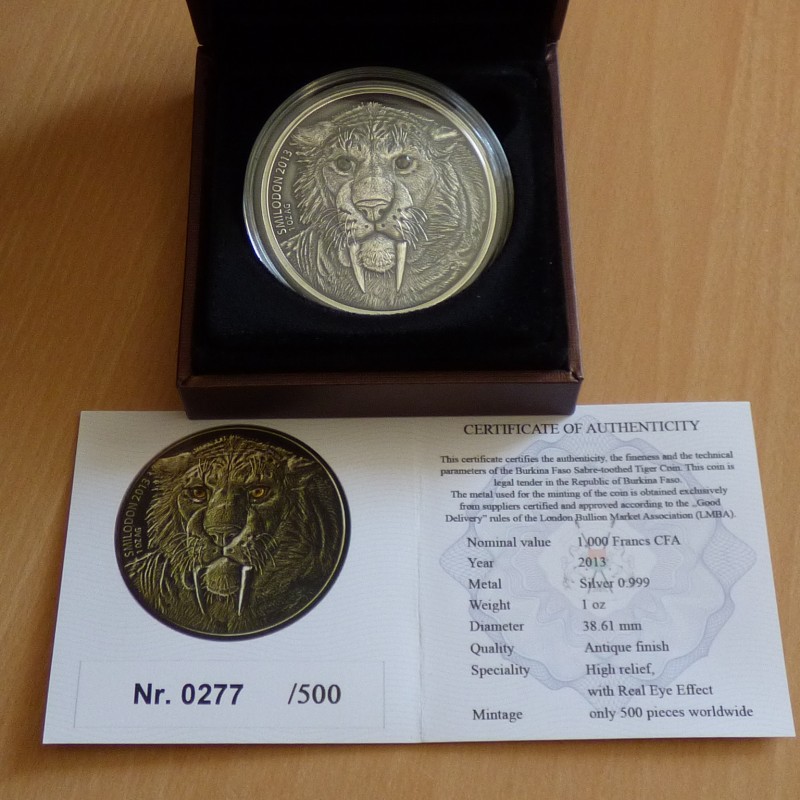 SMILODON 2013
1 OZ AG
SMILODON 2013
1 OZ AG
Nr. 0277 /500
CERTIFICATE OF AUTHENTICITY
This certificate certifies the authenticity, the fineness and the technical
parameters of the Burkina Faso Sabre-toothed Tiger Coin. This coin is
legal tender in the Republic of Burkina Faso.
The metal used for the minting of the coin is obtained exclusively
from suppliers certified and approved according to the „Good
Delivery" rules of the London Bullion Market Association (LMBA).
Nominal value 1,000 Francs CFA
Year 2013
Metal Silver 0.999
Weight 1 oz
Diameter 38.61 mm
Quality Antique finish
Speciality High relief,
with Real Eye Effect
Mintage only 500 pieces worldwide